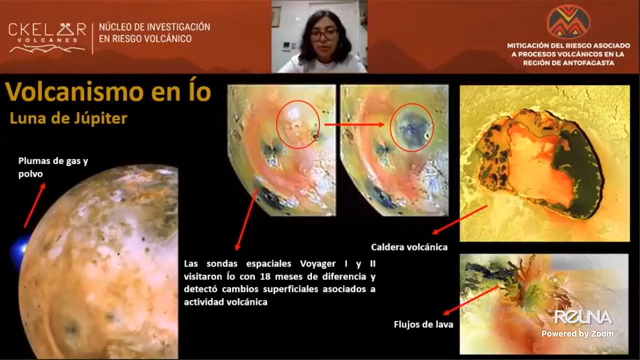 CKELAR
VOLCANES
NÚCLEO DE INVESTIGACIÓN
EN RIESGO VOLCÁNICO
MITIGACIÓN DEL RIESGO ASOCIADO
A PROCESOS VOLCÁNICOS EN LA
REGIÓN DE ANTOFAGASTA
Volcanismo en Ío
Luna de Júpiter
Plumas de gas y
polvo
Las sondas espaciales Voyager I y II
visitaron Ío con 18 meses de diferencia y
detectó cambios superficiales asociados a
actividad volcánica
Caldera volcánica
Flujos de lava
REUNA
Powered by Zoom